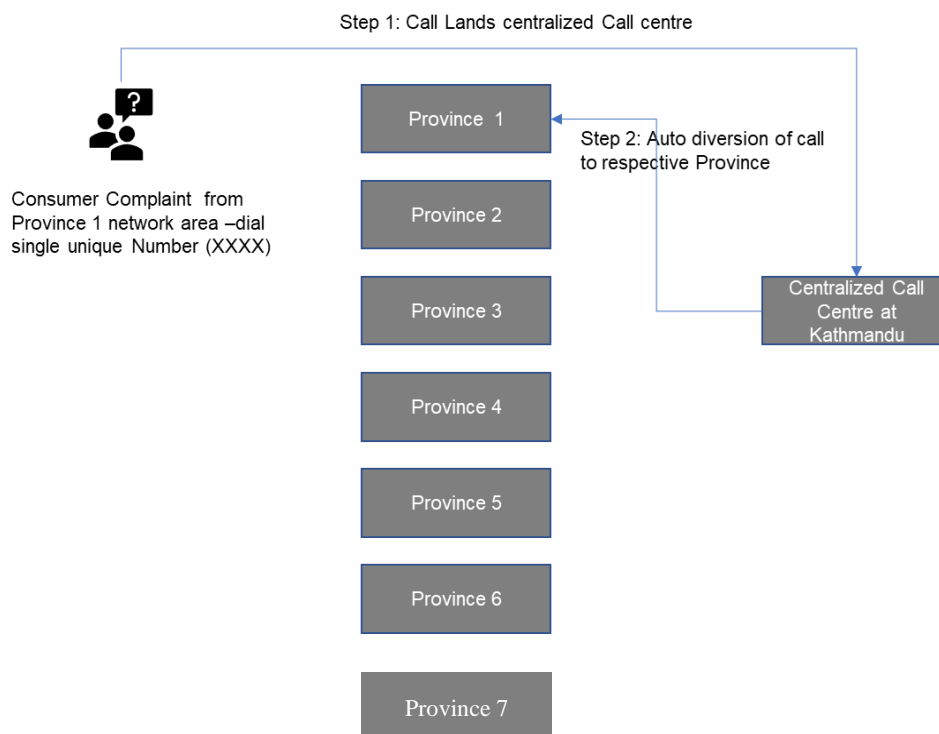 Step 1: Call Lands centralized Call centre
?
Province 1
Step 2: Auto diversion of call
to respective Province
Consumer Complaint from
Province 1 network area –dial
single unique Number (XXXX)
Province 2
Province 3
Centralized Call
Centre at
Kathmandu
Province 4
Province 5
Province 6
Province 7